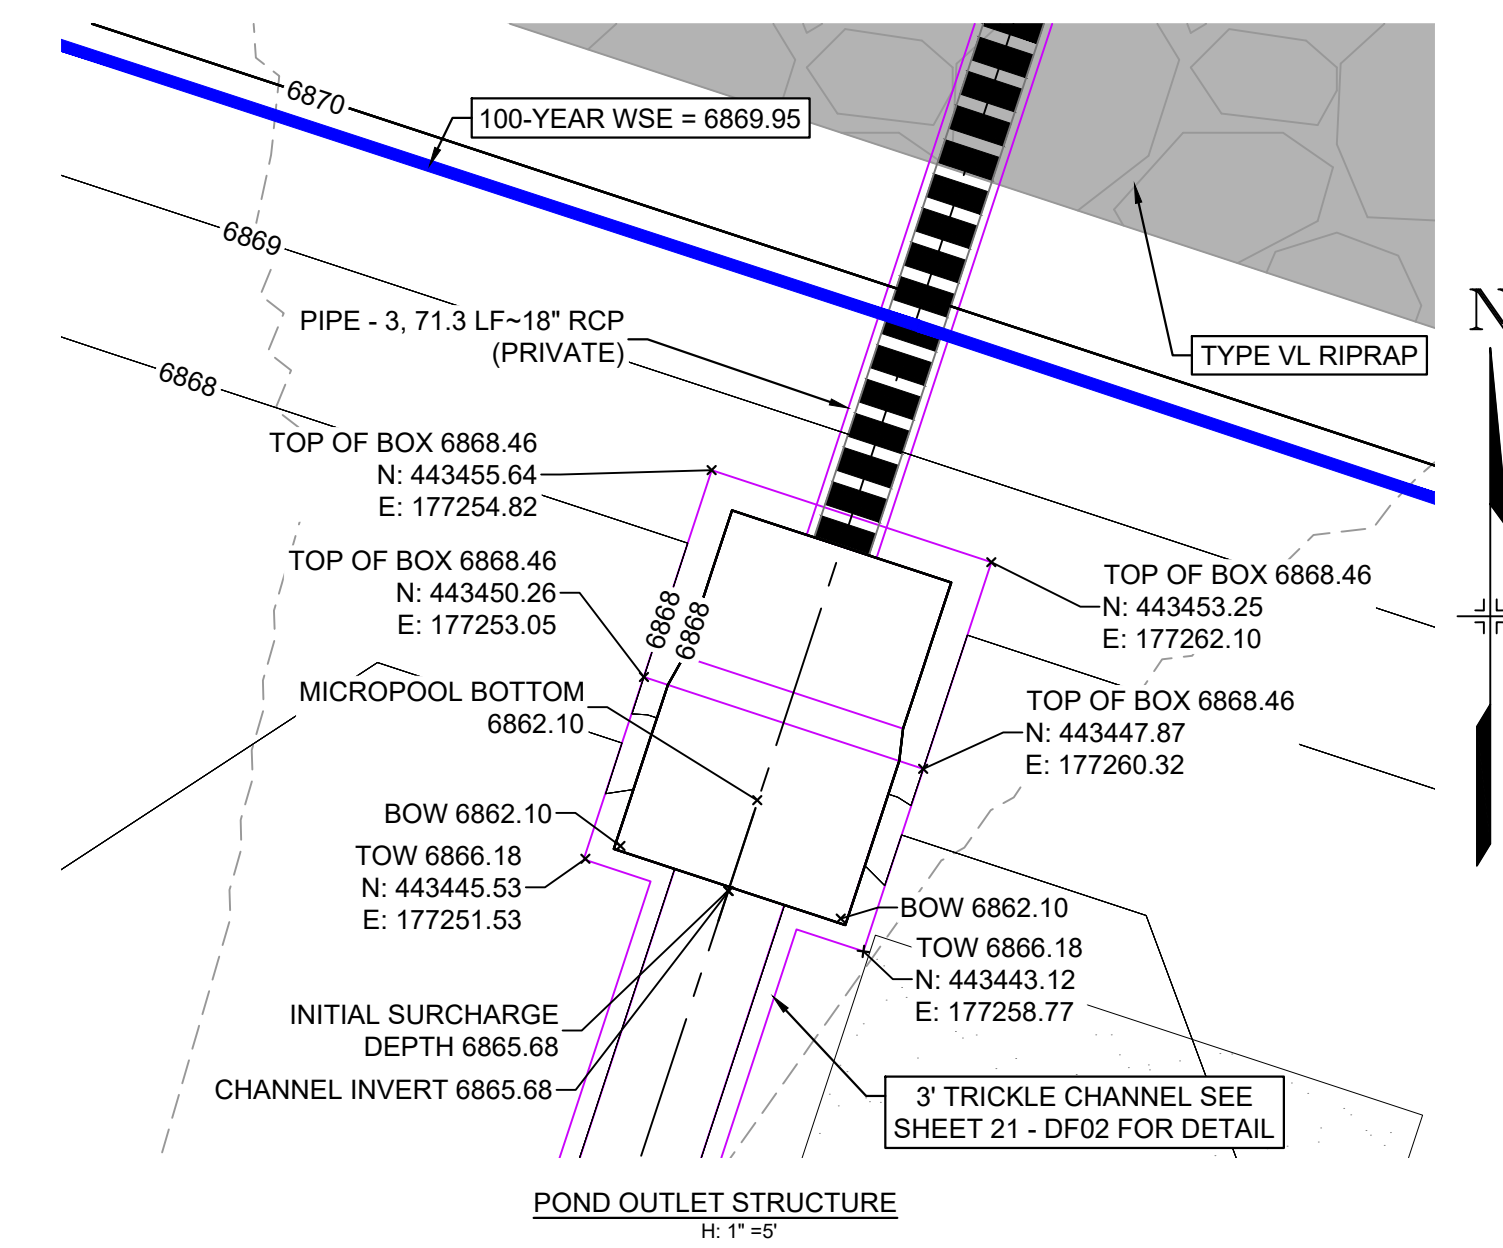 6870
100-YEAR WSE = 6869.95
6869
PIPE - 3, 71.3 LF~18" RCP
(PRIVATE)
TYPE VL RIPRAP
N
6868
TOP OF BOX 6868.46
N: 443455.64
E: 177254.82
TOP OF BOX 6868.46
N: 443450.26
E: 177253.05
TOP OF BOX 6868.46
N: 443453.25
E: 177262.10
6868
6868
MICROPOOL BOTTOM
6862.10
TOP OF BOX 6868.46
N: 443447.87
E: 177260.32
BOW 6862.10
TOW 6866.18
N: 443445.53
E: 177251.53
BOW 6862.10
TOW 6866.18
N: 443443.12
E: 177258.77
INITIAL SURCHARGE
DEPTH 6865.68
CHANNEL INVERT 6865.68
3' TRICKLE CHANNEL SEE
SHEET 21 - DF02 FOR DETAIL
POND OUTLET STRUCTURE
H: 1" =5'